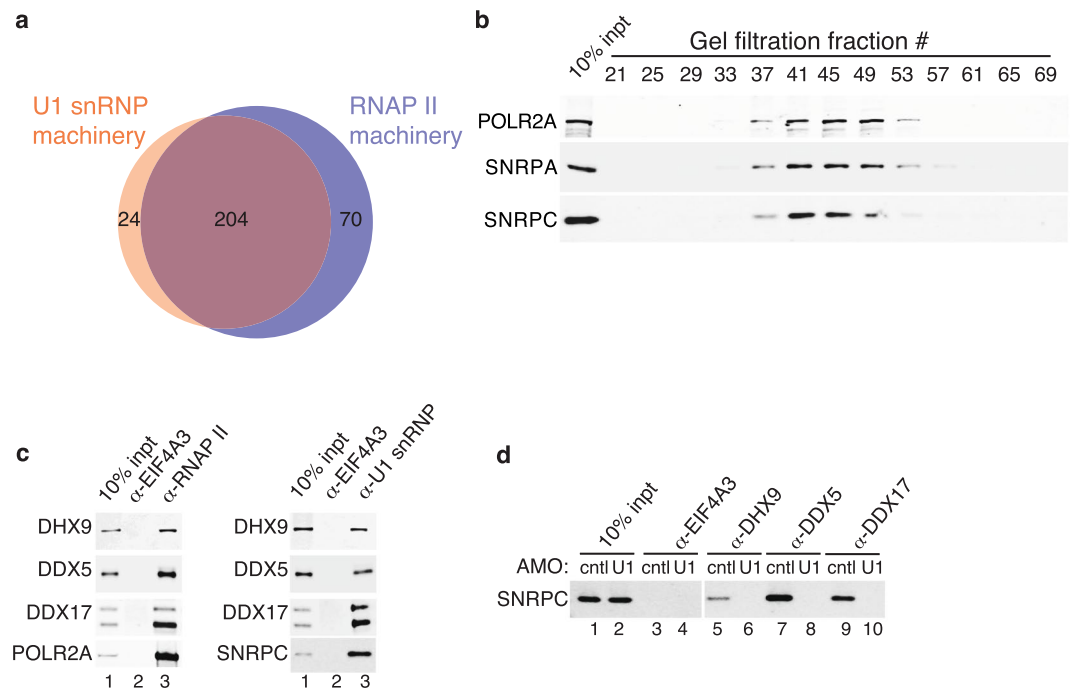 a
U1 snRNP
machinery
RNAP II
machinery
24
204
70
b
10% inpt
Gel filtration fraction #
21 25 29 33 37 41 45 49 53 57 61 65 69
POLR2A
SNRPA
SNRPC
c
10% inpt
α-EIF4A3
α-RNAP II
DHX9
DDX5
DDX17
POLR2A
1 2 3
10% inpt
α-EIF4A3
α-U1 snRNP
DHX9
DDX5
DDX17
SNRPC
1 2 3
d
10% inpt
α-EIF4A3
α-DHX9
α-DDX5
α-DDX17
AMO: cntl U1 cntl U1 cntl U1 cntl U1 cntl U1
SNRPC
1 2 3 4 5 6 7 8 9 10